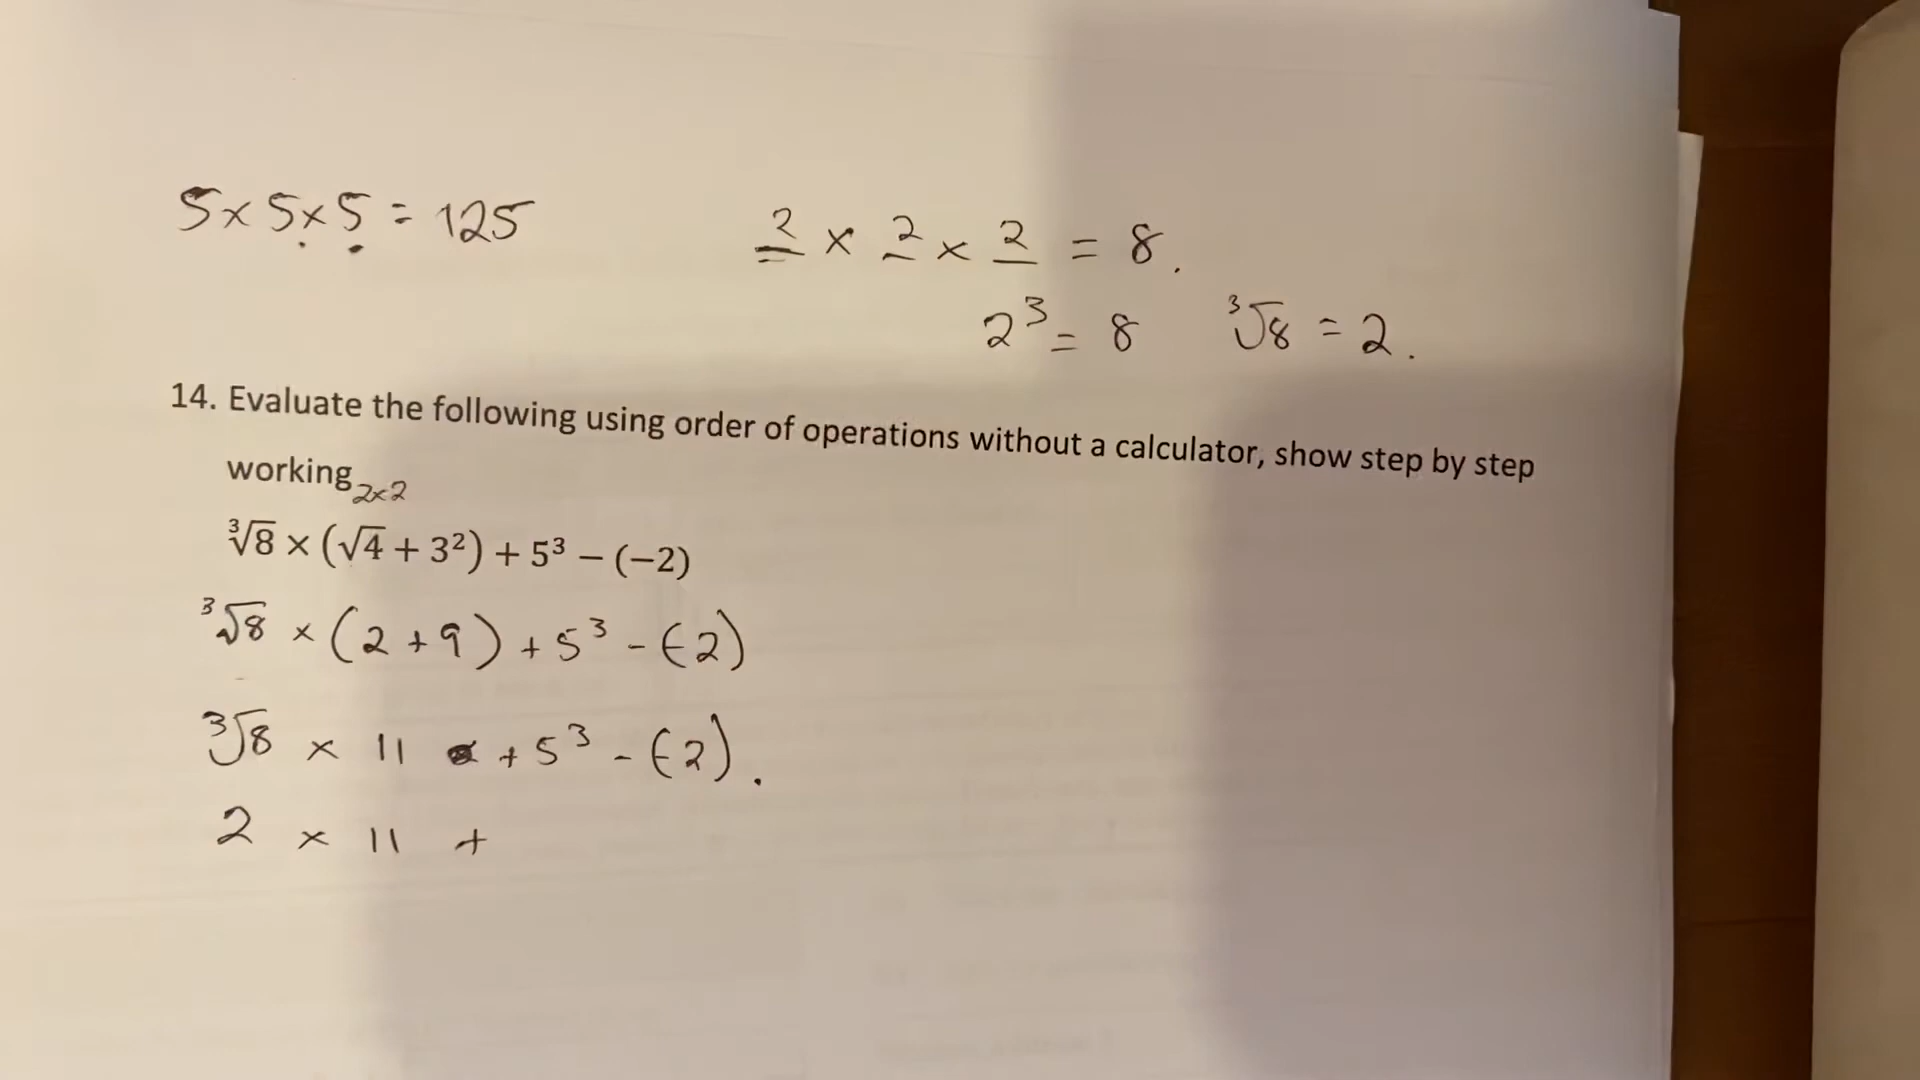 5 × 5 × 5 = 125
2 × 2 × 2 = 8.
2³ = 8 ³√8 = 2.
14. Evaluate the following using order of operations without a calculator, show step by step
working 2×2
³√8 × (√4 + 3²) + 5³ − (−2)
³√8 × (2 + 9) + 5³ - (-2)
³√8 × 11 + 5³ - (-2).
2 × 11 +